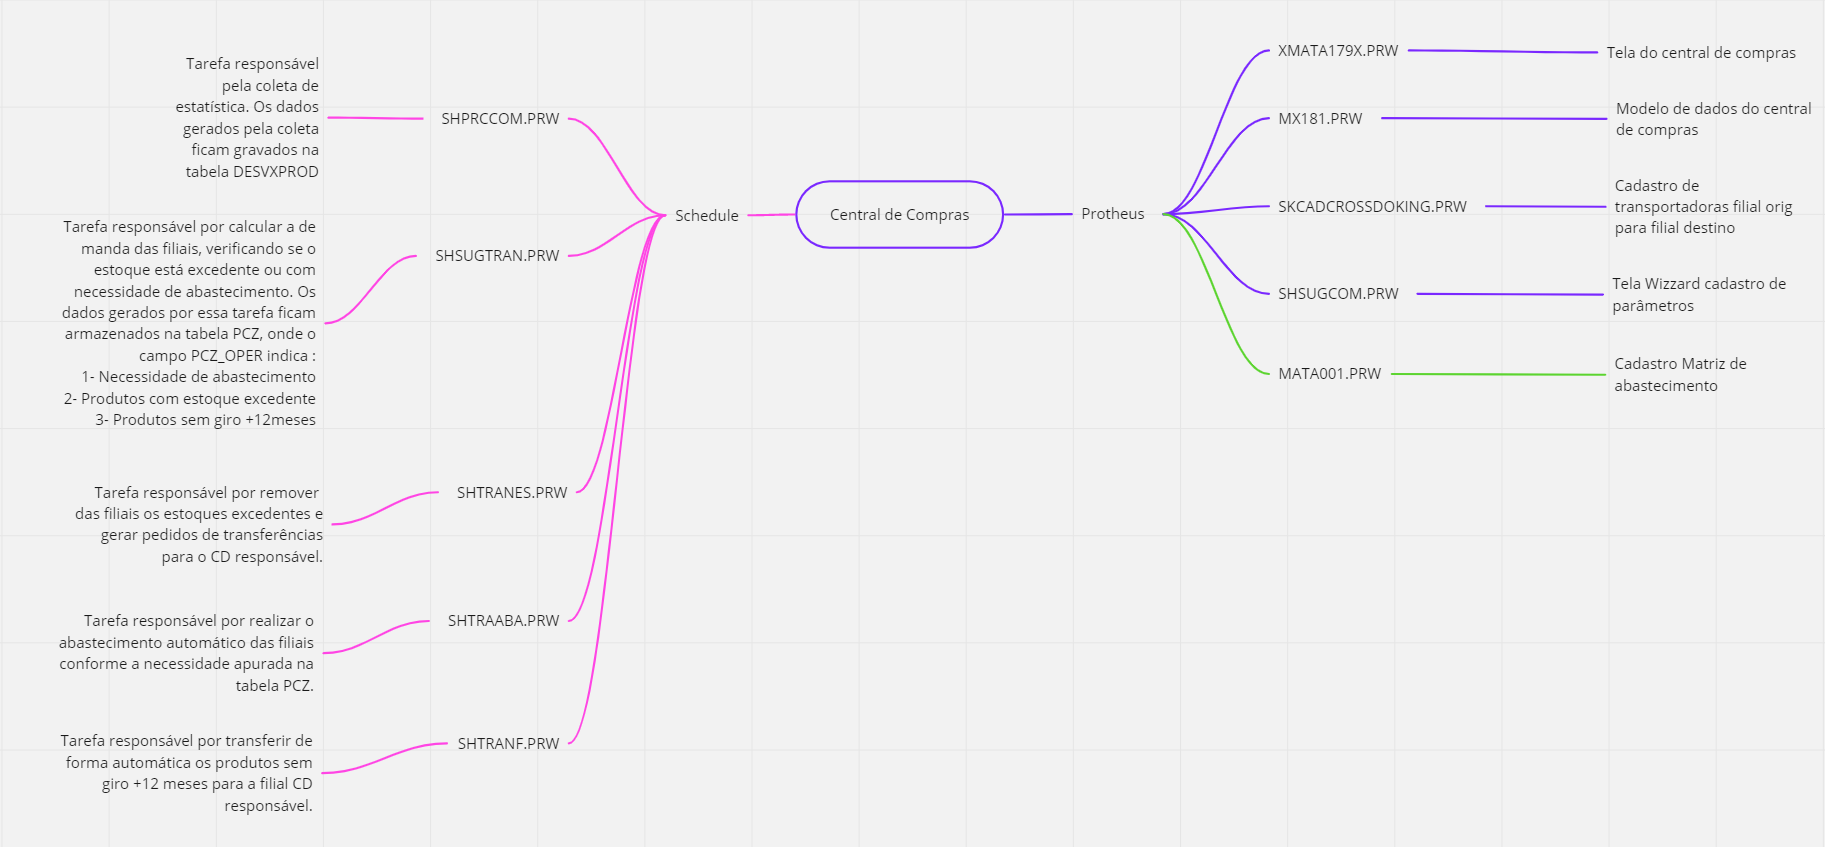 Tarefa responsável
pela coleta de
estatística. Os dados
gerados pela coleta
ficam gravados na
tabela DESVXPROD
SHPRCCOM.PRW
Tarefa responsável por calcular a de
manda das filiais, verificando se o
estoque está excedente ou com
necessidade de abastecimento. Os
dados gerados por essa tarefa ficam
armazenados na tabela PCZ, onde o
campo PCZ_OPER indica :
1- Necessidade de abastecimento
2- Produtos com estoque excedente
3- Produtos sem giro +12meses
SHSUGTRAN.PRW
Tarefa responsável por remover
das filiais os estoques excedentes e
gerar pedidos de transferências
para o CD responsável.
SHTRANES.PRW
Tarefa responsável por realizar o
abastecimento automático das filiais
conforme a necessidade apurada na
tabela PCZ.
SHTRAABA.PRW
Tarefa responsável por transferir de
forma automática os produtos sem
giro +12 meses para a filial CD
responsável.
SHTRANF.PRW
Schedule
Central de Compras
Protheus
XMATA179X.PRW
Tela do central de compras
MX181.PRW
Modelo de dados do central
de compras
SKCADCROSSDOKING.PRW
Cadastro de
transportadoras filial orig
para filial destino
SHSUGCOM.PRW
Tela Wizzard cadastro de
parâmetros
MATA001.PRW
Cadastro Matriz de
abastecimento